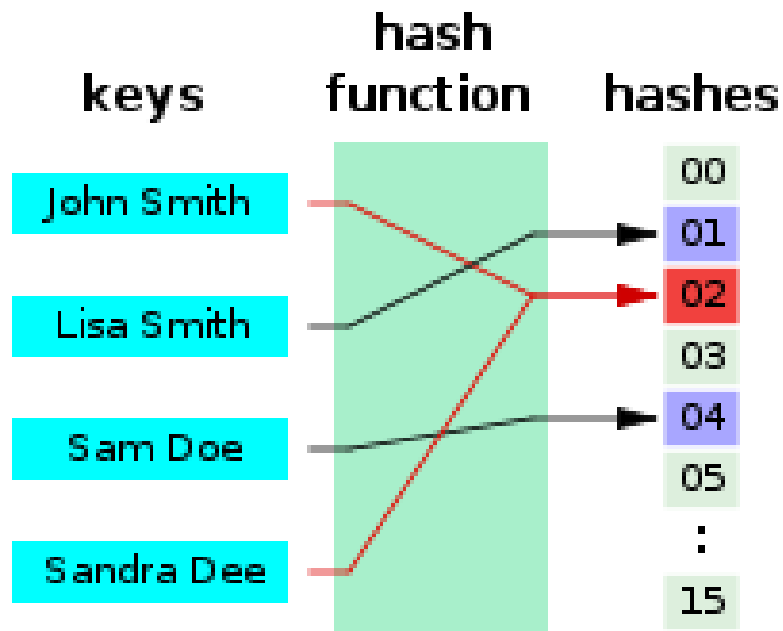 keys
hash
function
hashes
John Smith
Lisa Smith
Sam Doe
Sandra Dee
00
01
02
03
04
05
:
15